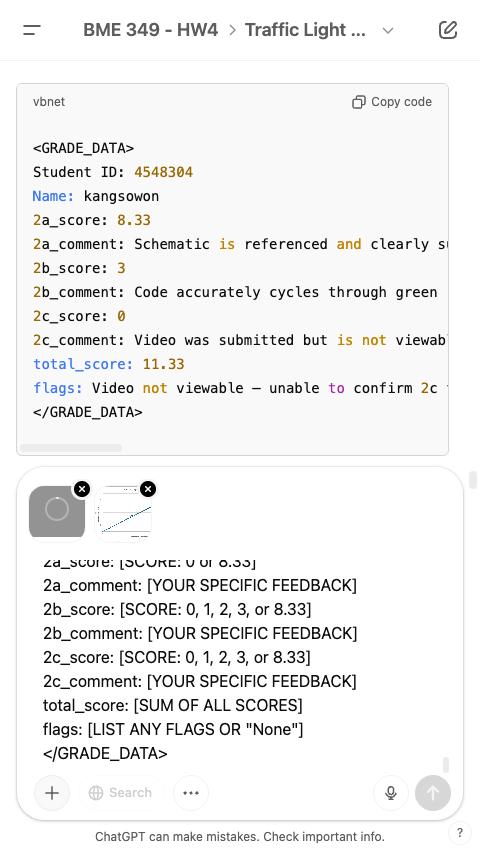 BME 349 - HW4 > Traffic Light ...
vbnet
Copy code
<GRADE_DATA>
Student ID: 4548304
Name: kangsowon
2a_score: 8.33
2a_comment: Schematic is referenced and clearly
2b_score: 3
2b_comment: Code accurately cycles through green
2c_score: 0
2c_comment: Video was submitted but is not
total_score: 11.33
flags: Video not viewable — unable to confirm 2c
</GRADE_DATA>
2a_score: [SCORE: 0 or 8.33]
2a_comment: [YOUR SPECIFIC FEEDBACK]
2b_score: [SCORE: 0, 1, 2, 3, or 8.33]
2b_comment: [YOUR SPECIFIC FEEDBACK]
2c_score: [SCORE: 0, 1, 2, 3, or 8.33]
2c_comment: [YOUR SPECIFIC FEEDBACK]
total_score: [SUM OF ALL SCORES]
flags: [LIST ANY FLAGS OR "None"]
</GRADE_DATA>
Search
ChatGPT can make mistakes. Check important info.
?